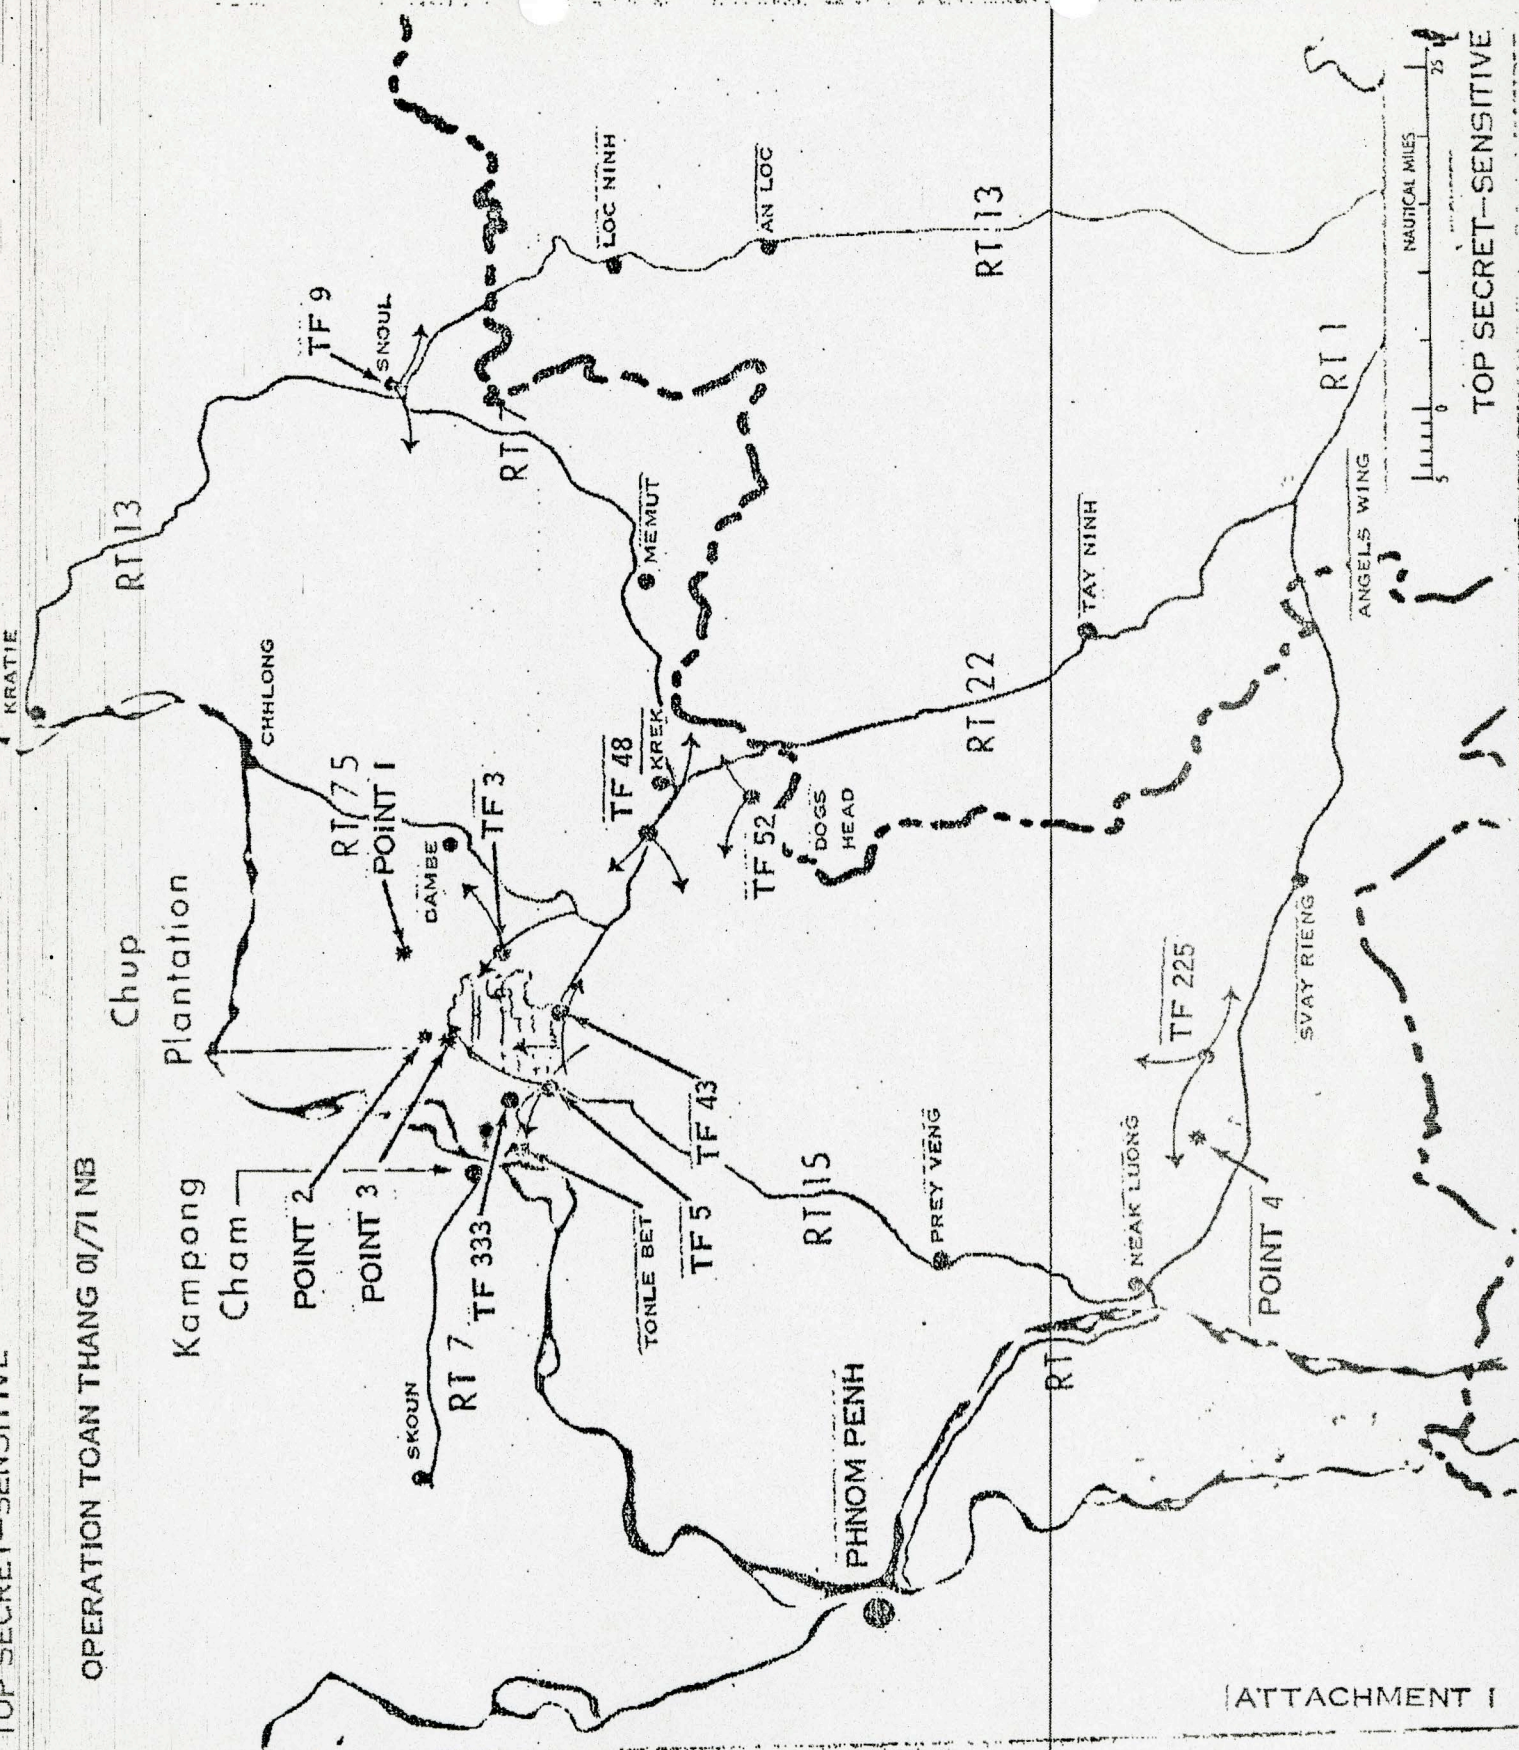 TOP SECRET—SENSITIVE
OPERATION TOAN THANG 01/71 NB
KRATIE
RT 13
Chup
Plantation
CHHLONG
Kampong
Cham
TF 9
SNOUL
RT 75
POINT 1
POINT 2
POINT 3
DAMBE
TF 3
SKOUN
RT 7
TF 333
RT
LOC NINH
MEMUT
TF 48
KREK
TONLE BET
TF 5
TF 43
AN LOC
TF 52
DOGS
HEAD
RT 15
PHNOM PENH
PREY VENG
RT 13
RT 22
TAY NINH
RT
NEAK LUONG
TF 225
POINT 4
SVAY RIENG
RT 1
ANGELS WING
NAUTICAL MILES
5 0 25
ATTACHMENT 1
TOP SECRET—SENSITIVE